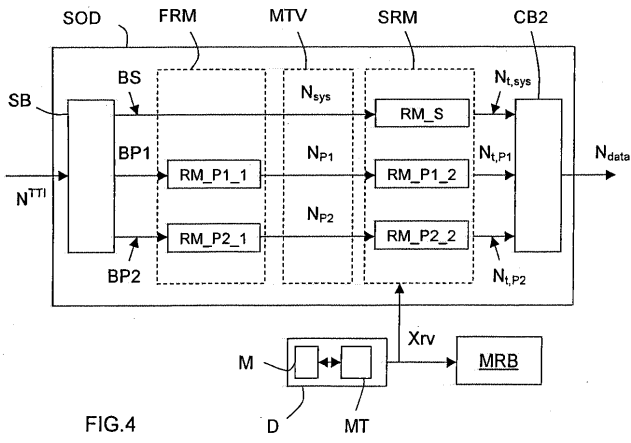 SOD FRM MTV SRM CB2
BS N_sys N_t,sys
SB RM_S
BP1 N_P1 N_t,P1 N_data
RM_P1_1 RM_P1_2
N^TTI
N_P2
RM_P2_1 RM_P2_2
BP2 N_t,P2
Xrv
M MRB
FIG.4 D MT